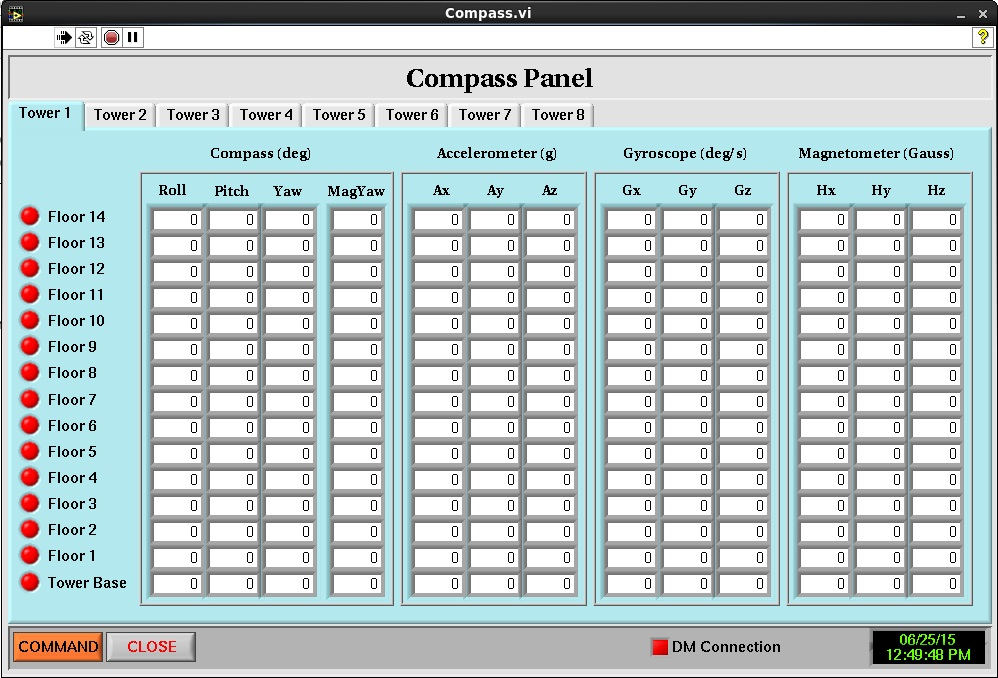 Compass.vi
?
Compass Panel
Tower 1 Tower 2 Tower 3 Tower 4 Tower 5 Tower 6 Tower 7 Tower 8
Compass (deg) Accelerometer (g) Gyroscope (deg/s) Magnetometer (Gauss)
Roll Pitch Yaw MagYaw Ax Ay Az Gx Gy Gz Hx Hy Hz
Floor 14 0 0 0 0 0 0 0 0 0 0 0 0 0
Floor 13 0 0 0 0 0 0 0 0 0 0 0 0 0
Floor 12 0 0 0 0 0 0 0 0 0 0 0 0 0
Floor 11 0 0 0 0 0 0 0 0 0 0 0 0 0
Floor 10 0 0 0 0 0 0 0 0 0 0 0 0 0
Floor 9 0 0 0 0 0 0 0 0 0 0 0 0 0
Floor 8 0 0 0 0 0 0 0 0 0 0 0 0 0
Floor 7 0 0 0 0 0 0 0 0 0 0 0 0 0
Floor 6 0 0 0 0 0 0 0 0 0 0 0 0 0
Floor 5 0 0 0 0 0 0 0 0 0 0 0 0 0
Floor 4 0 0 0 0 0 0 0 0 0 0 0 0 0
Floor 3 0 0 0 0 0 0 0 0 0 0 0 0 0
Floor 2 0 0 0 0 0 0 0 0 0 0 0 0 0
Floor 1 0 0 0 0 0 0 0 0 0 0 0 0 0
Tower Base 0 0 0 0 0 0 0 0 0 0 0 0 0
COMMAND CLOSE DM Connection
06/25/15
12:49:48 PM